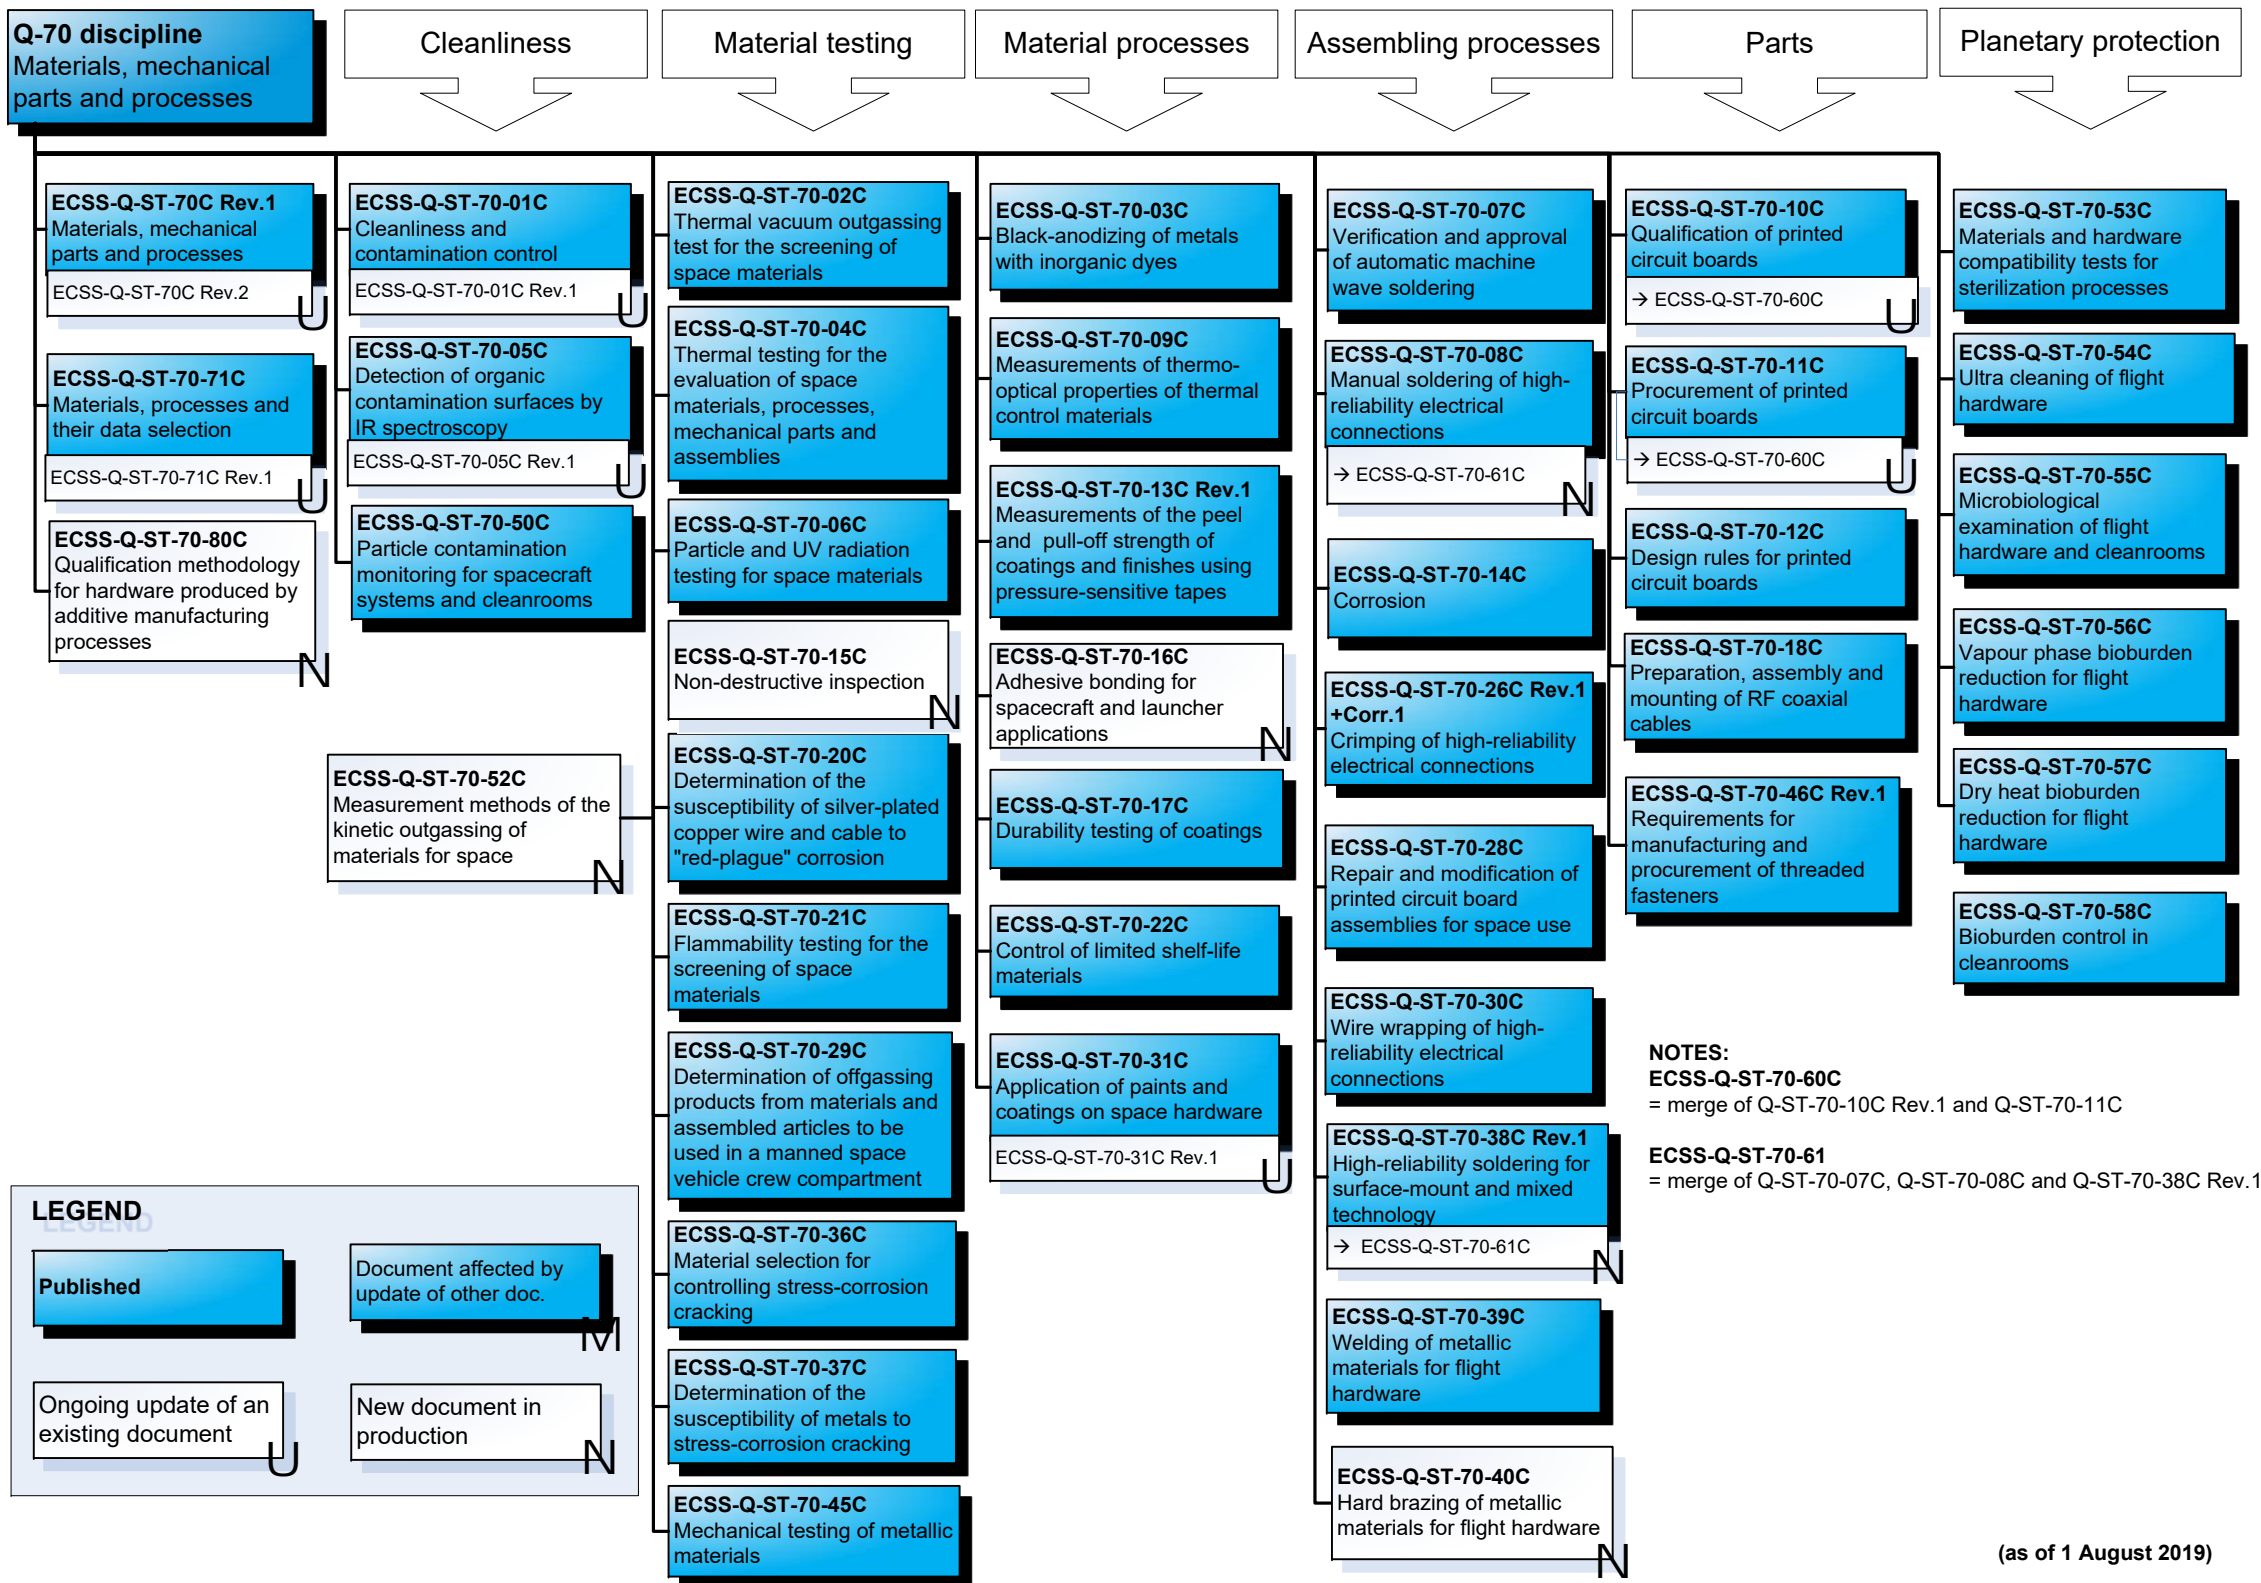 Q-70 discipline
Materials, mechanical
parts and processes
Cleanliness
Material testing
Material processes
Assembling processes
Parts
Planetary protection
ECSS-Q-ST-70C Rev.1
Materials, mechanical
parts and processes
ECSS-Q-ST-70C Rev.2
U
ECSS-Q-ST-70-71C
Materials, processes and
their data selection
ECSS-Q-ST-70-71C Rev.1
U
ECSS-Q-ST-70-80C
Qualification methodology
for hardware produced by
additive manufacturing
processes
N
ECSS-Q-ST-70-01C
Cleanliness and
contamination control
ECSS-Q-ST-70-01C Rev.1
U
ECSS-Q-ST-70-05C
Detection of organic
contamination surfaces by
IR spectroscopy
ECSS-Q-ST-70-05C Rev.1
U
ECSS-Q-ST-70-50C
Particle contamination
monitoring for spacecraft
systems and cleanrooms
ECSS-Q-ST-70-52C
Measurement methods of the
kinetic outgassing of
materials for space
N
ECSS-Q-ST-70-02C
Thermal vacuum outgassing
test for the screening of
space materials
ECSS-Q-ST-70-04C
Thermal testing for the
evaluation of space
materials, processes,
mechanical parts and
assemblies
ECSS-Q-ST-70-06C
Particle and UV radiation
testing for space materials
ECSS-Q-ST-70-15C
Non-destructive inspection
N
ECSS-Q-ST-70-20C
Determination of the
susceptibility of silver-plated
copper wire and cable to
"red-plague" corrosion
ECSS-Q-ST-70-21C
Flammability testing for the
screening of space
materials
ECSS-Q-ST-70-29C
Determination of offgassing
products from materials and
assembled articles to be
used in a manned space
vehicle crew compartment
ECSS-Q-ST-70-36C
Material selection for
controlling stress-corrosion
cracking
ECSS-Q-ST-70-37C
Determination of the
susceptibility of metals to
stress-corrosion cracking
ECSS-Q-ST-70-45C
Mechanical testing of metallic
materials
ECSS-Q-ST-70-03C
Black-anodizing of metals
with inorganic dyes
ECSS-Q-ST-70-09C
Measurements of thermo-
optical properties of thermal
control materials
ECSS-Q-ST-70-13C Rev.1
Measurements of the peel
and pull-off strength of
coatings and finishes using
pressure-sensitive tapes
ECSS-Q-ST-70-16C
Adhesive bonding for
spacecraft and launcher
applications
N
ECSS-Q-ST-70-17C
Durability testing of coatings
ECSS-Q-ST-70-22C
Control of limited shelf-life
materials
ECSS-Q-ST-70-31C
Application of paints and
coatings on space hardware
ECSS-Q-ST-70-31C Rev.1
U
ECSS-Q-ST-70-07C
Verification and approval
of automatic machine
wave soldering
ECSS-Q-ST-70-08C
Manual soldering of high-
reliability electrical
connections
→ ECSS-Q-ST-70-61C
N
ECSS-Q-ST-70-14C
Corrosion
ECSS-Q-ST-70-26C Rev.1
+Corr.1
Crimping of high-reliability
electrical connections
ECSS-Q-ST-70-28C
Repair and modification of
printed circuit board
assemblies for space use
ECSS-Q-ST-70-30C
Wire wrapping of high-
reliability electrical
connections
ECSS-Q-ST-70-38C Rev.1
High-reliability soldering for
surface-mount and mixed
technology
→ ECSS-Q-ST-70-61C
N
ECSS-Q-ST-70-39C
Welding of metallic
materials for flight
hardware
ECSS-Q-ST-70-40C
Hard brazing of metallic
materials for flight hardware
N
ECSS-Q-ST-70-10C
Qualification of printed
circuit boards
→ ECSS-Q-ST-70-60C
U
ECSS-Q-ST-70-11C
Procurement of printed
circuit boards
→ ECSS-Q-ST-70-60C
U
ECSS-Q-ST-70-12C
Design rules for printed
circuit boards
ECSS-Q-ST-70-18C
Preparation, assembly and
mounting of RF coaxial
cables
ECSS-Q-ST-70-46C Rev.1
Requirements for
manufacturing and
procurement of threaded
fasteners
ECSS-Q-ST-70-53C
Materials and hardware
compatibility tests for
sterilization processes
ECSS-Q-ST-70-54C
Ultra cleaning of flight
hardware
ECSS-Q-ST-70-55C
Microbiological
examination of flight
hardware and cleanrooms
ECSS-Q-ST-70-56C
Vapour phase bioburden
reduction for flight
hardware
ECSS-Q-ST-70-57C
Dry heat bioburden
reduction for flight
hardware
ECSS-Q-ST-70-58C
Bioburden control in
cleanrooms
NOTES:
ECSS-Q-ST-70-60C
= merge of Q-ST-70-10C Rev.1 and Q-ST-70-11C
ECSS-Q-ST-70-61
= merge of Q-ST-70-07C, Q-ST-70-08C and Q-ST-70-38C Rev.1
LEGEND
Published
Document affected by
update of other doc.
M
Ongoing update of an
existing document
U
New document in
production
N
(as of 1 August 2019)